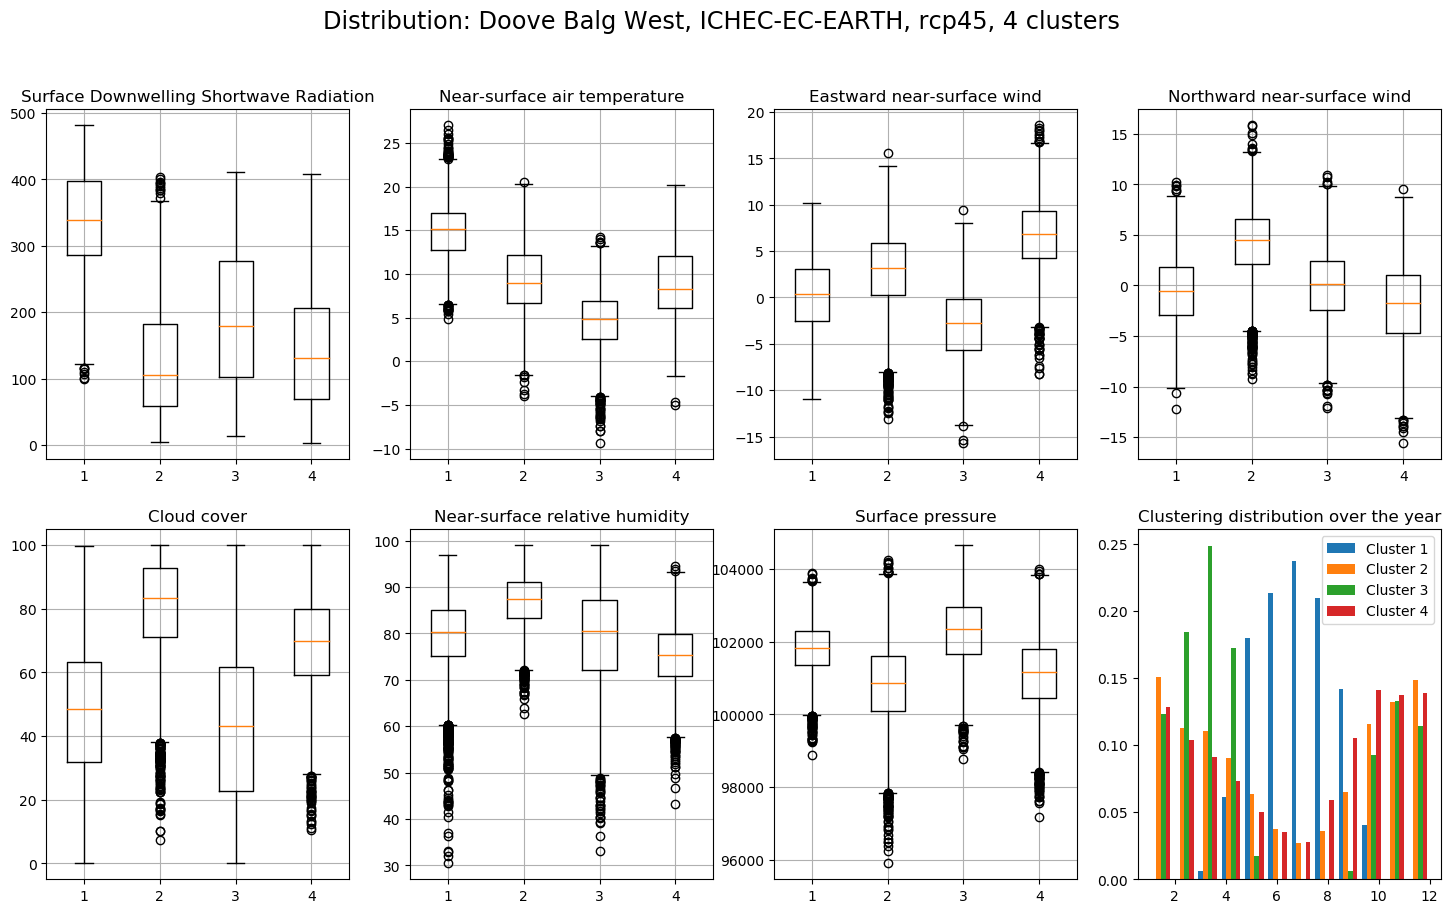 Distribution: Doove Balg West, ICHEC-EC-EARTH, rcp45, 4 clusters
Surface Downwelling Shortwave Radiation
500
400
300
200
100
0
1 2 3 4
Near-surface air temperature
25
20
15
10
5
0
−5
−10
1 2 3 4
Eastward near-surface wind
20
15
10
5
0
−5
−10
−15
1 2 3 4
Northward near-surface wind
15
10
5
0
−5
−10
−15
1 2 3 4
Cloud cover
100
80
60
40
20
0
1 2 3 4
Near-surface relative humidity
100
90
80
70
60
50
40
30
1 2 3 4
Surface pressure
104000
102000
100000
98000
96000
1 2 3 4
Clustering distribution over the year
Cluster 1
Cluster 2
Cluster 3
Cluster 4
0.25
0.20
0.15
0.10
0.05
0.00
2 4 6 8 10 12